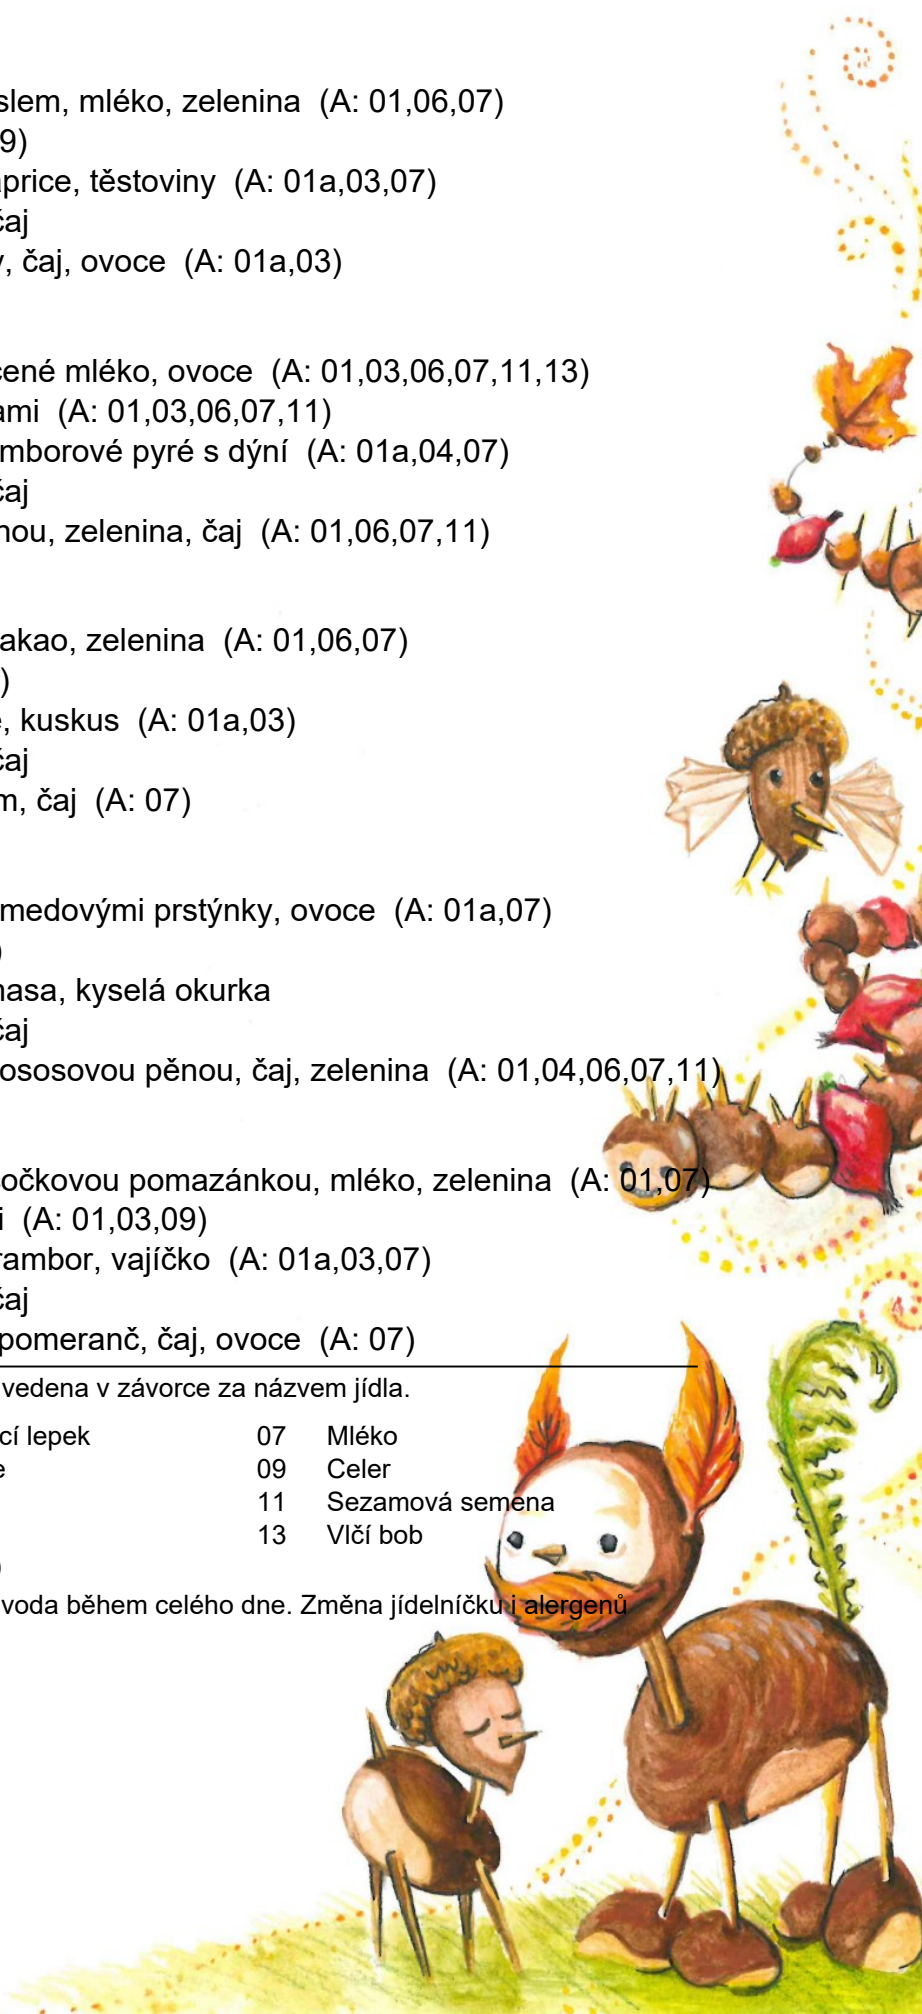 slem, mléko, zelenina (A: 01,06,07)
9)
aprice, těstoviny (A: 01a,03,07)
čaj
y, čaj, ovoce (A: 01a,03)
cené mléko, ovoce (A: 01,03,06,07,11,13)
ami (A: 01,03,06,07,11)
mborové pyré s dýní (A: 01a,04,07)
čaj
nou, zelenina, čaj (A: 01,06,07,11)
akao, zelenina (A: 01,06,07)
)
e, kuskus (A: 01a,03)
čaj
m, čaj (A: 07)
medovými prstýnky, ovoce (A: 01a,07)
)
masa, kyselá okurka
čaj
ososovou pěnou, čaj, zelenina (A: 01,04,06,07,11)
očkovou pomazánkou, mléko, zelenina (A: 01,07)
i (A: 01,03,09)
rambor, vajíčko (A: 01a,03,07)
čaj
pomeranč, čaj, ovoce (A: 07)
vedena v závorce za názvem jídla.
cí lepek 07 Mléko
e 09 Celer
11 Sezamová semena
13 Vlčí bob
)
voda během celého dne. Změna jídelníčku i alergenů